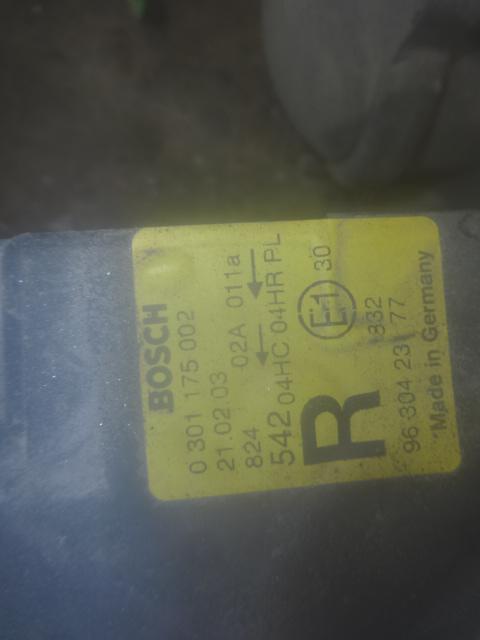 BOSCH
0 301 175 002
21.02.03
824 02A 011a
542 04HC 04HR PL
R E1 30
832
96 304 231 77
Made in Germany